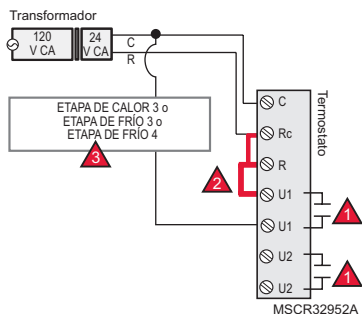 Transformador
120
V CA
24
V CA
C
R
ETAPA DE CALOR 3 o
ETAPA DE FRÍO 3 o
ETAPA DE FRÍO 4
3
C
Rc
R
U1
U1
U2
U2
Termostato
2
1
1
MSCR32952A